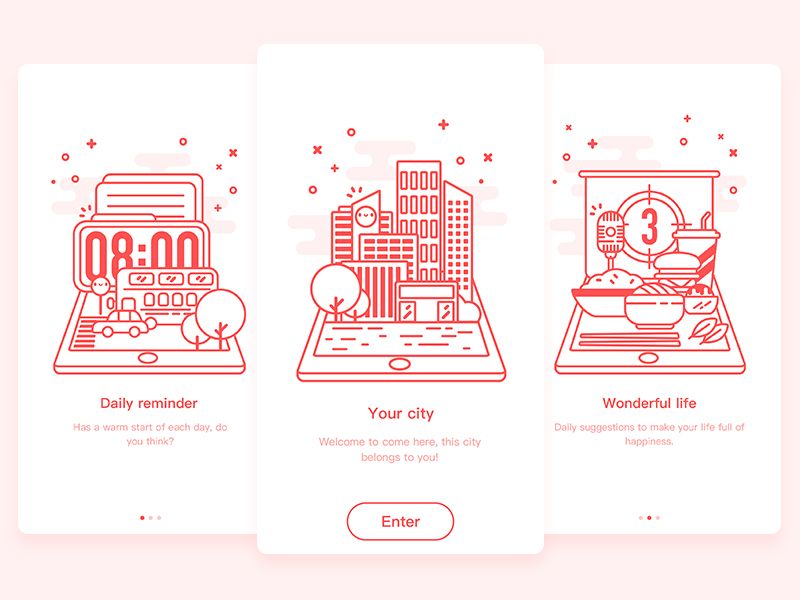 08:00
Daily reminder
Has a warm start of each day, do
you think?
Your city
Welcome to come here, this city
belongs to you!
Enter
3
Wonderful life
Daily suggestions to make your life full of
happiness.